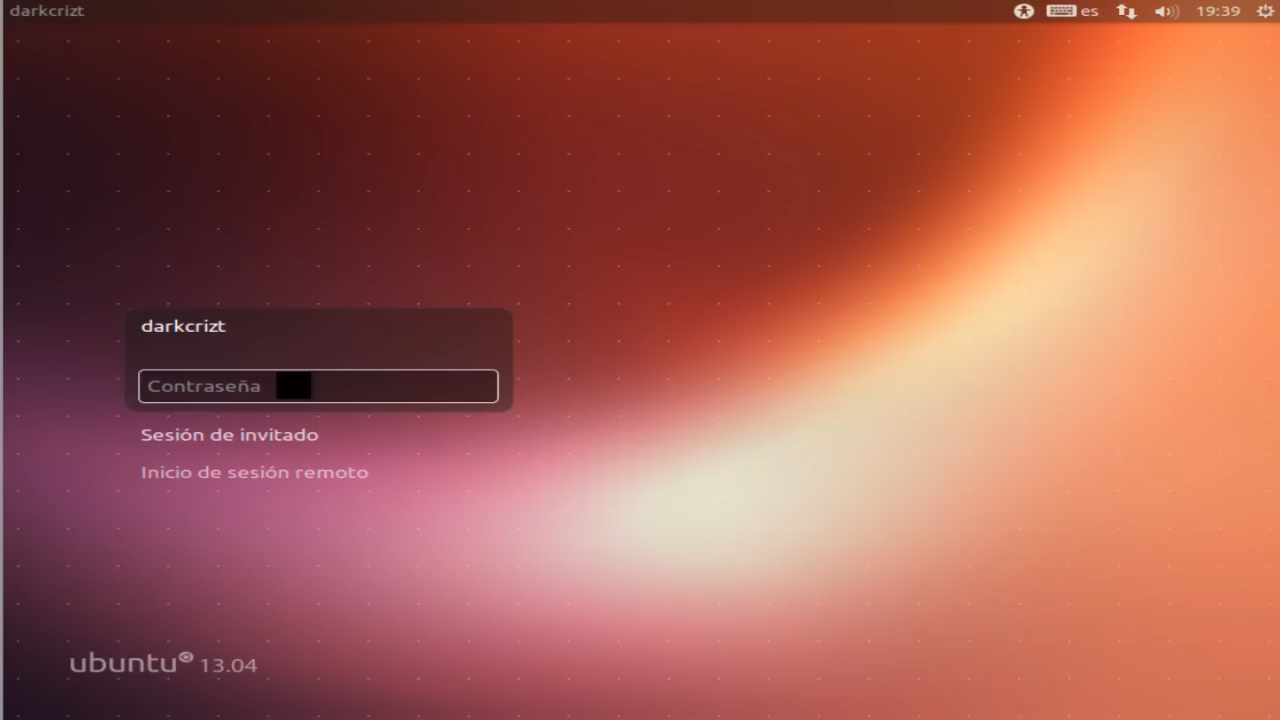 darkcrizt es 19:39
darkcrizt
Contraseña
Sesión de invitado
Inicio de sesión remoto
ubuntu® 13.04